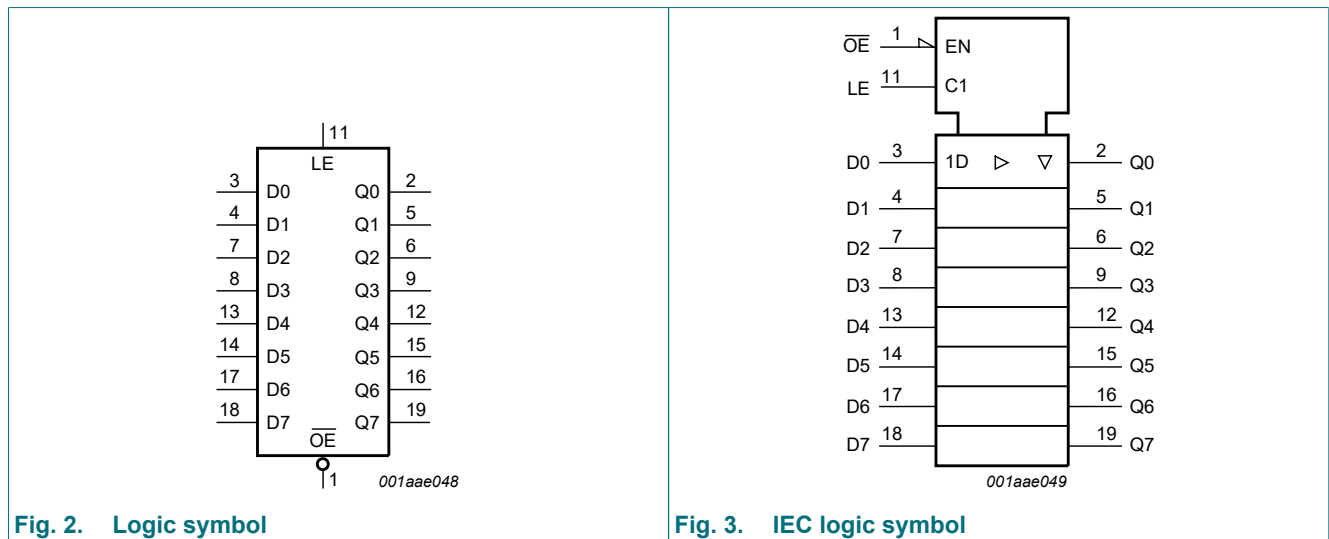 11
LE
3 D0 Q0 2
4 D1 Q1 5
7 D2 Q2 6
8 D3 Q3 9
13 D4 Q4 12
14 D5 Q5 15
17 D6 Q6 16
18 D7 Q7 19
OE
1 001aae048
Fig. 2. Logic symbol
OE 1 EN
LE 11 C1
D0 3 1D 2 Q0
D1 4 5 Q1
D2 7 6 Q2
D3 8 9 Q3
D4 13 12 Q4
D5 14 15 Q5
D6 17 16 Q6
D7 18 19 Q7
001aae049
Fig. 3. IEC logic symbol